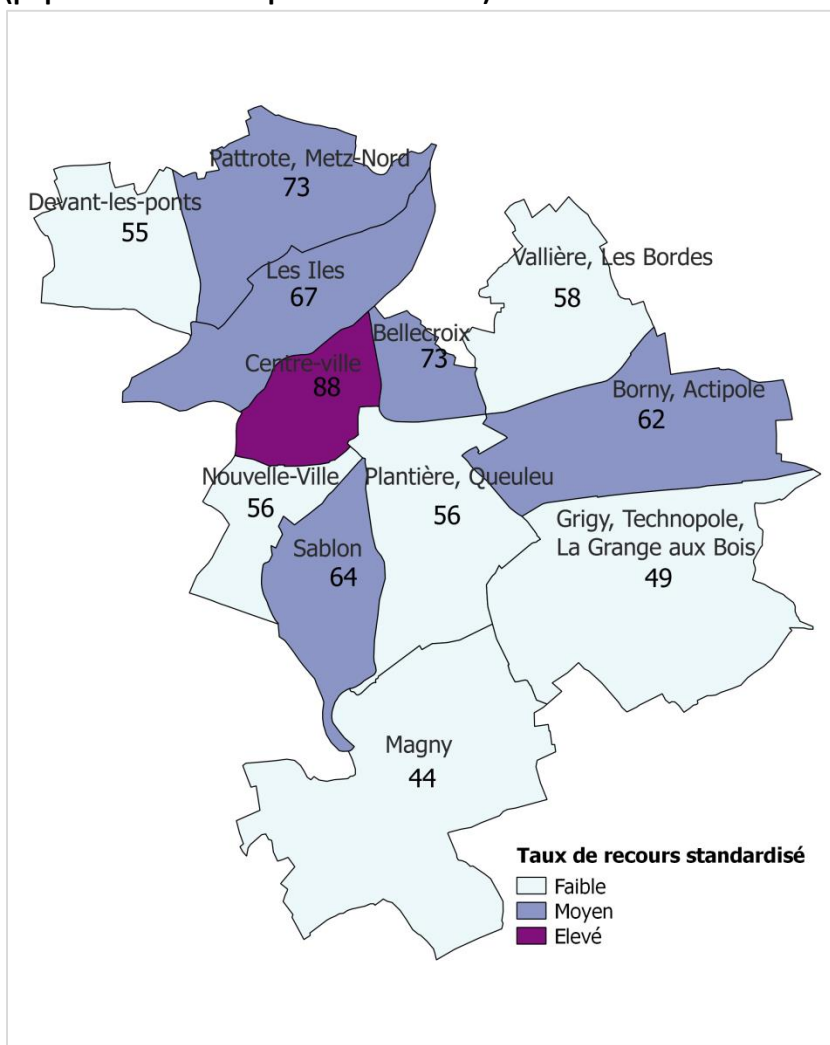 Pattrote, Metz-Nord
73
Devant-les-ponts
55
Les Iles
67
Vallière, Les Bordes
58
Bellecroix
73
Centre-ville
88
Borny, Actipole
62
Nouvelle-Ville
56
Plantière, Queuleu
56
Grigy, Technopole,
La Grange aux Bois
49
Sablon
64
Magny
44
Taux de recours standardisé
Faible
Moyen
Elevé